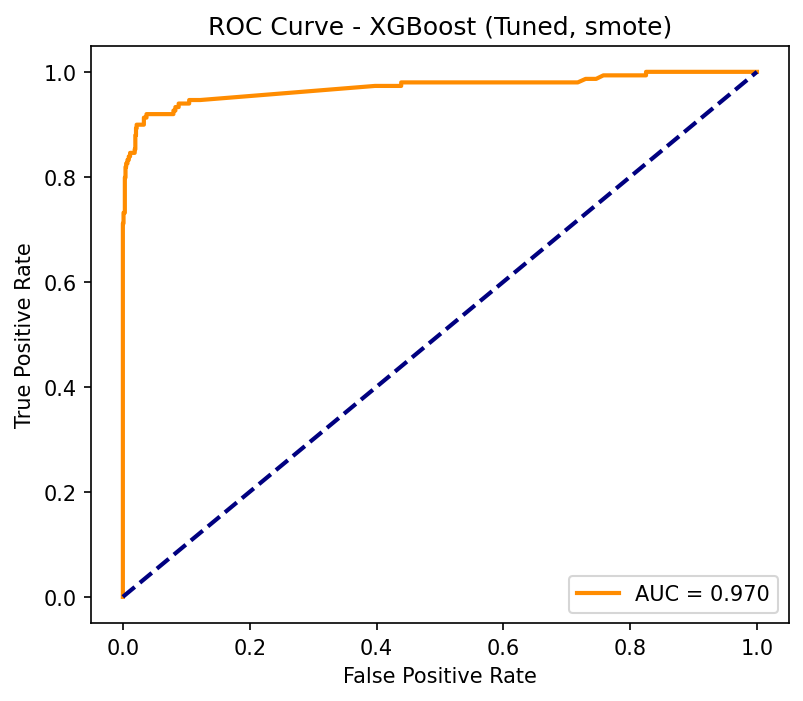 ROC Curve - XGBoost (Tuned, smote)
1.0
0.8
0.6
0.4
0.2
0.0
True Positive Rate
AUC = 0.970
0.0 0.2 0.4 0.6 0.8 1.0
False Positive Rate